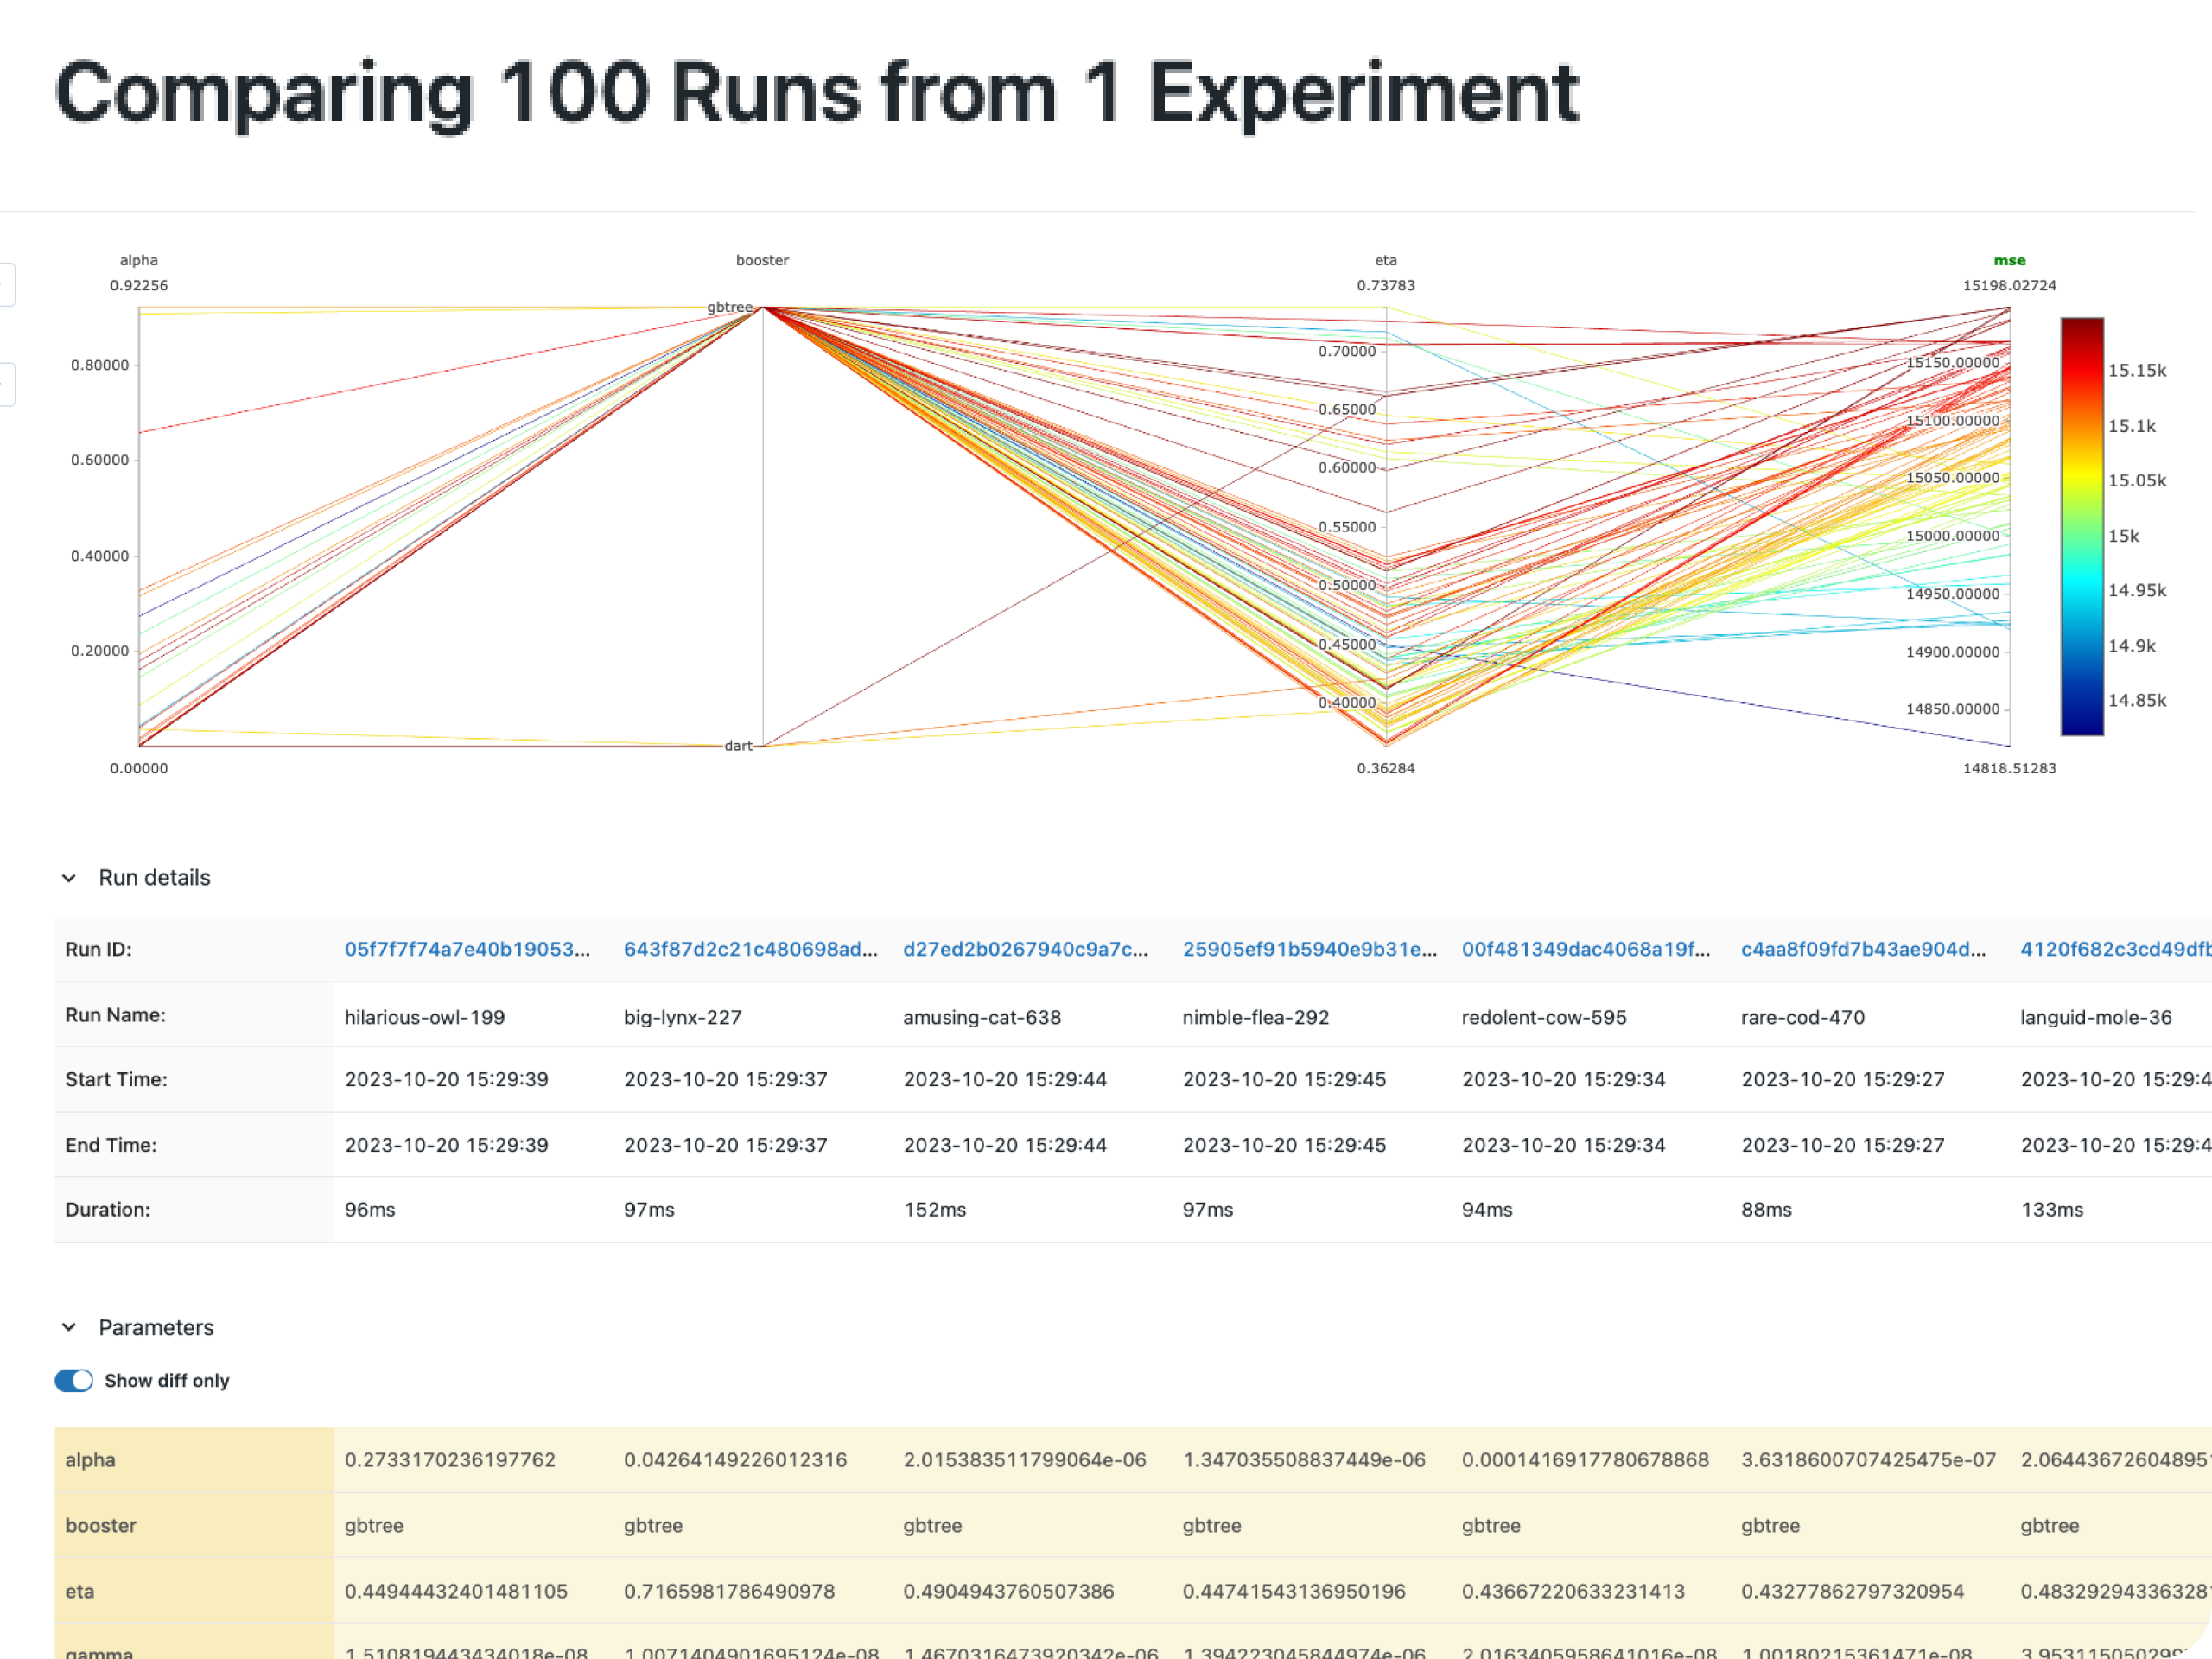 Comparing 100 Runs from 1 Experiment
alpha booster eta mse
0.92256 0.73783 15198.02724
gbtree
0.80000
0.60000
0.40000
0.20000
dart
0.00000
0.70000
0.65000
0.60000
0.55000
0.50000
0.45000
0.40000
0.36284
15150.00000
15100.00000
15050.00000
15000.00000
14950.00000
14900.00000
14850.00000
14818.51283
15.15k
15.1k
15.05k
15k
14.95k
14.9k
14.85k
Run details
Run ID: 05f7f7f74a7e40b19053... 643f87d2c21c480698ad... d27ed2b0267940c9a7c... 25905ef91b5940e9b31e... 00f481349dac4068a19f... c4aa8f09fd7b43ae904d... 4120f682c3cd49dfb
Run Name: hilarious-owl-199 big-lynx-227 amusing-cat-638 nimble-flea-292 redolent-cow-595 rare-cod-470 languid-mole-36
Start Time: 2023-10-20 15:29:39 2023-10-20 15:29:37 2023-10-20 15:29:44 2023-10-20 15:29:45 2023-10-20 15:29:34 2023-10-20 15:29:27 2023-10-20 15:29:4
End Time: 2023-10-20 15:29:39 2023-10-20 15:29:37 2023-10-20 15:29:44 2023-10-20 15:29:45 2023-10-20 15:29:34 2023-10-20 15:29:27 2023-10-20 15:29:4
Duration: 96ms 97ms 152ms 97ms 94ms 88ms 133ms
Parameters
Show diff only
alpha 0.2733170236197762 0.04264149226012316 2.015383511799064e-06 1.347035508837449e-06 0.0001416917780678868 3.6318600707425475e-07 2.064436726048951
booster gbtree gbtree gbtree gbtree gbtree gbtree gbtree
eta 0.44944432401481105 0.7165981786490978 0.4904943760507386 0.44741543136950196 0.43667220633231413 0.43277862797320954 0.483292943363281
gamma 1.510819443434018e-08 1.0071404901695124e-08 1.4670316473920342e-06 1.394223045844974e-06 2.0163405958641016e-08 1.00180215361471e-08